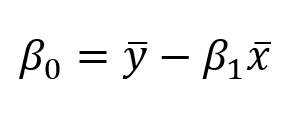 β₀ = ȳ − β₁x̄